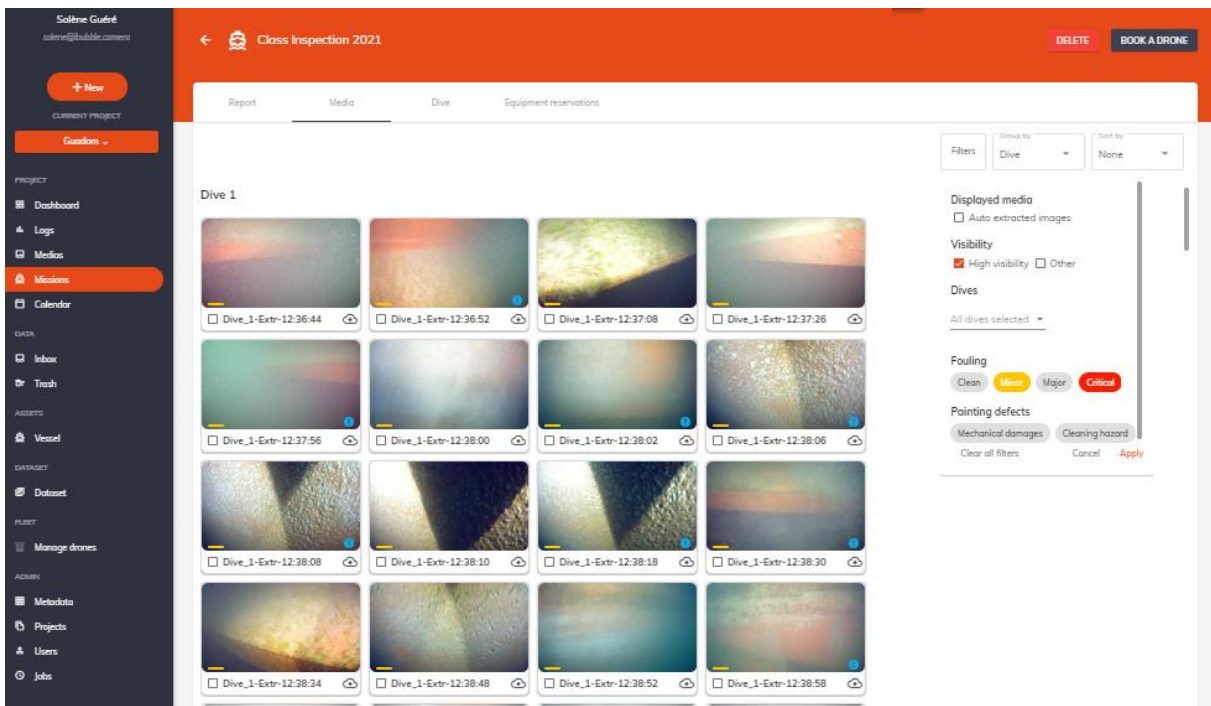 Solène Guéré
solene@ibubble.camera
+ New
CURRENT PROJECT
Guadom
PROJECT
Dashboard
Logs
Medias
Missions
Calendar
DATA
Inbox
Trash
ASSETS
Vessel
DATASET
Dataset
FLEET
Manage drones
ADMIN
Metadata
Projects
Users
Jobs
Class Inspection 2021
DELETE
BOOK A DRONE
Report Media Dive Equipment reservations
Filters
Group by
Dive
Sort by
None
Dive 1
Dive_1-Extr-12:36:44 Dive_1-Extr-12:36:52 Dive_1-Extr-12:37:08 Dive_1-Extr-12:37:26
Dive_1-Extr-12:37:56 Dive_1-Extr-12:38:00 Dive_1-Extr-12:38:02 Dive_1-Extr-12:38:06
Dive_1-Extr-12:38:08 Dive_1-Extr-12:38:10 Dive_1-Extr-12:38:18 Dive_1-Extr-12:38:30
Dive_1-Extr-12:38:34 Dive_1-Extr-12:38:48 Dive_1-Extr-12:38:52 Dive_1-Extr-12:38:58
Displayed media
Auto extracted images
Visibility
High visibility Other
Dives
All dives selected
Fouling
Clean Minor Major Critical
Painting defects
Mechanical damages Cleaning hazard
Clear all filters Cancel Apply